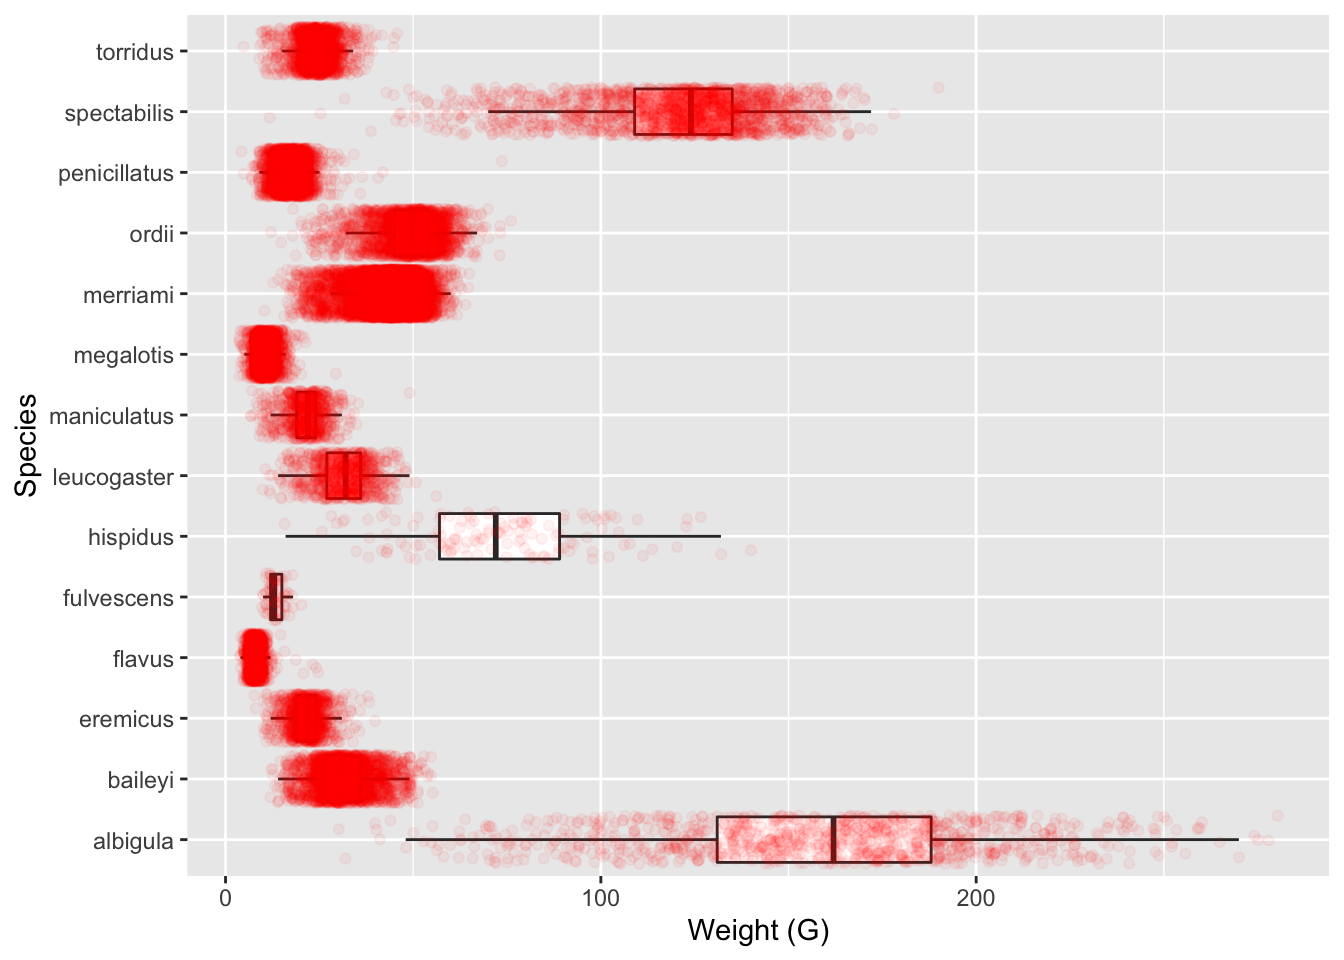 torridus
spectabilis
penicillatus
ordii
merriami
megalotis
maniculatus
leucogaster
hispidus
fulvescens
flavus
eremicus
baileyi
albigula
Species
0 100 200
Weight (G)